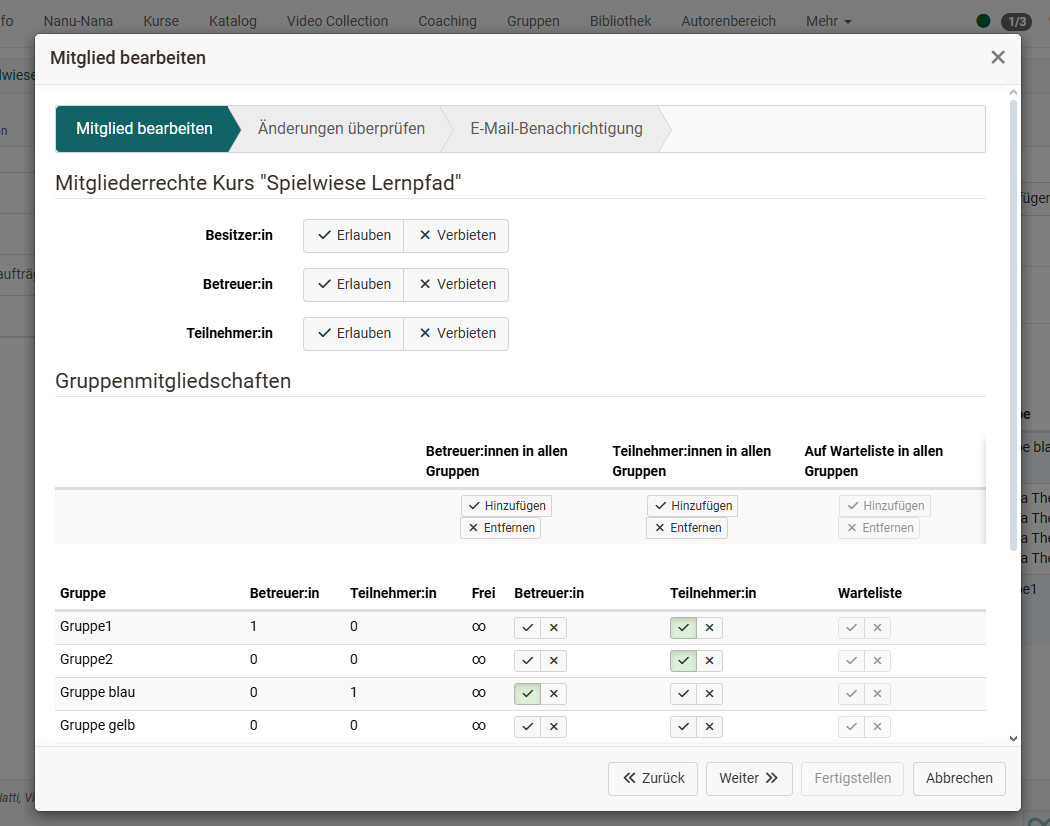 fo Nanu-Nana Kurse Katalog Video Collection Coaching Gruppen Bibliothek Autorenbereich Mehr 1/3
Mitglied bearbeiten
Mitglied bearbeiten Änderungen überprüfen E-Mail-Benachrichtigung
Mitgliederrechte Kurs "Spielwiese Lernpfad"
Besitzer:in Erlauben Verbieten
Betreuer:in Erlauben Verbieten
Teilnehmer:in Erlauben Verbieten
Gruppenmitgliedschaften
Betreuer:innen in allen Gruppen Teilnehmer:innen in allen Gruppen Auf Warteliste in allen Gruppen
Hinzufügen Hinzufügen Hinzufügen
Entfernen Entfernen Entfernen
Gruppe Betreuer:in Teilnehmer:in Frei Betreuer:in Teilnehmer:in Warteliste
Gruppe1 1 0 ∞
Gruppe2 0 0 ∞
Gruppe blau 0 1 ∞
Gruppe gelb 0 0 ∞
Zurück Weiter Fertigstellen Abbrechen